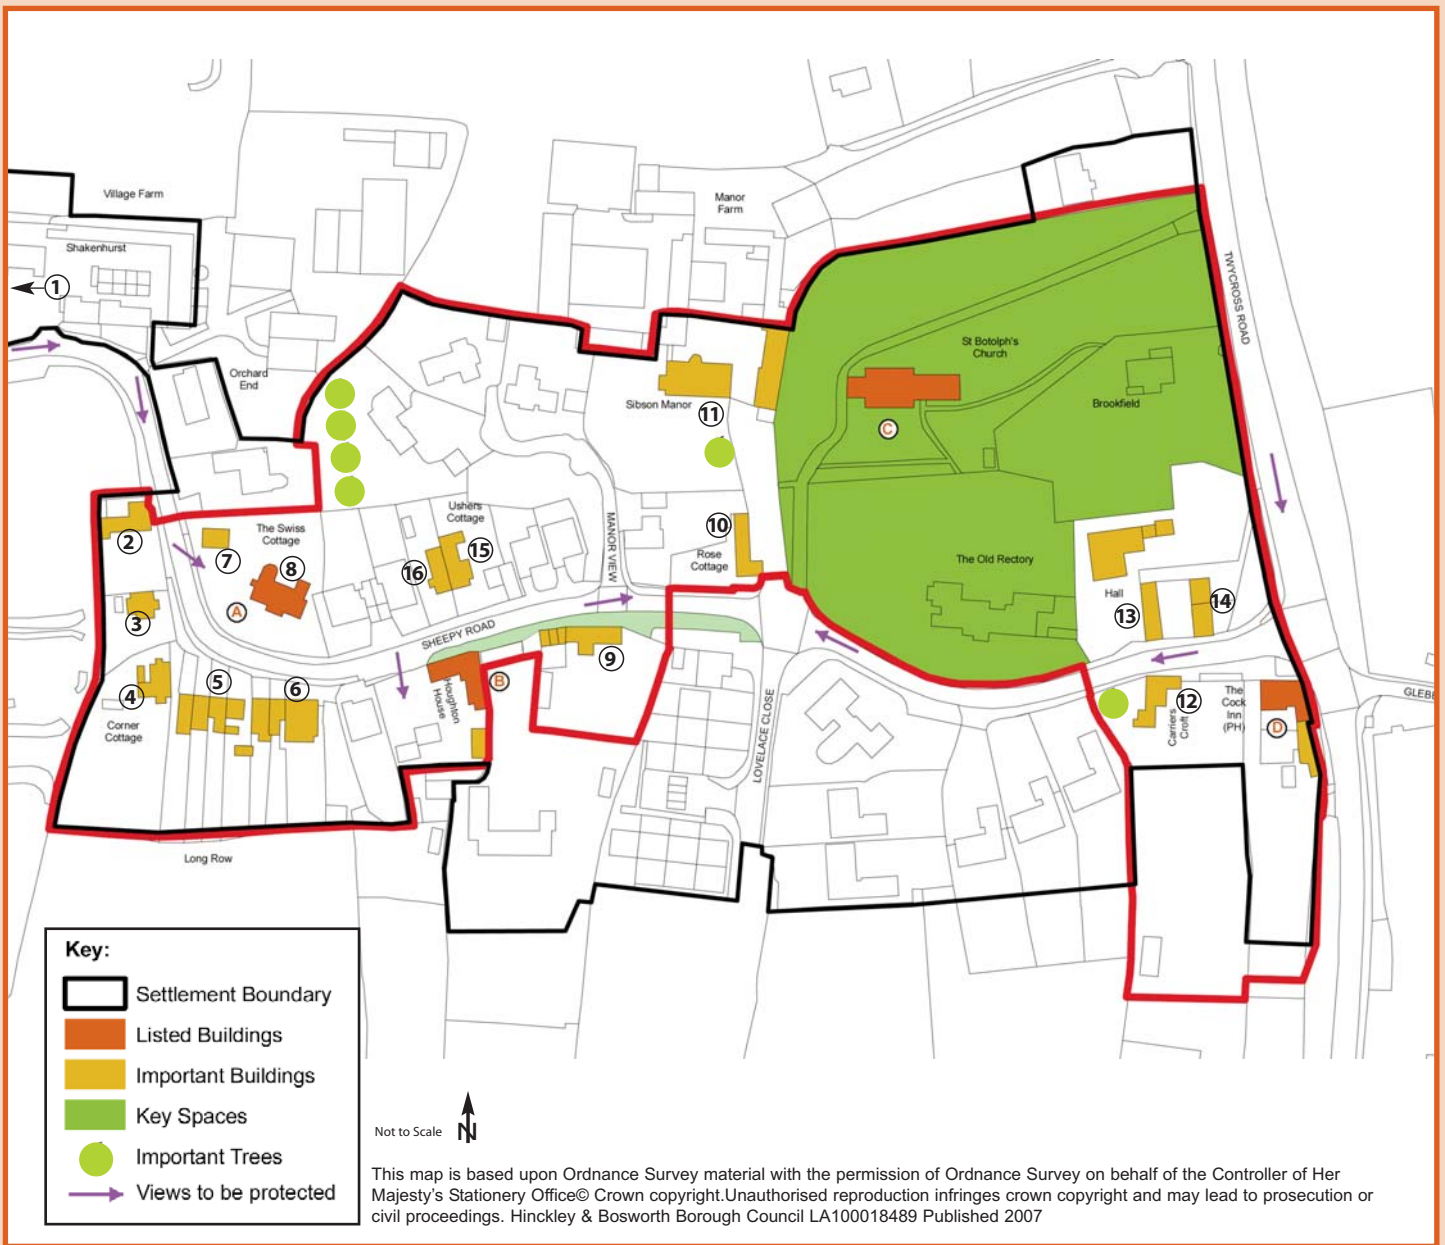 Village Farm
Shakenhurst
1
Manor
Farm
TWYCROSS ROAD
St Botolph's
Church
Orchard
End
Sibson Manor
11
C
Brookfield
2
7
The Swiss
Cottage
8
A
Ushers
Cottage
15
16
MANOR VIEW
10
Rose
Cottage
The Old Rectory
Hall
13
14
3
SHEEPY ROAD
9
4
5
6
Corner
Cottage
Houghton
House
B
LOVELACE CLOSE
12
Carriers
Croft
The
Cock
Inn
(PH)
D
GLEBE
Long Row
Key:
Settlement Boundary
Listed Buildings
Important Buildings
Key Spaces
Important Trees
Views to be protected
Not to Scale
N
This map is based upon Ordnance Survey material with the permission of Ordnance Survey on behalf of the Controller of Her
Majesty's Stationery Office© Crown copyright.Unauthorised reproduction infringes crown copyright and may lead to prosecution or
civil proceedings. Hinckley & Bosworth Borough Council LA100018489 Published 2007